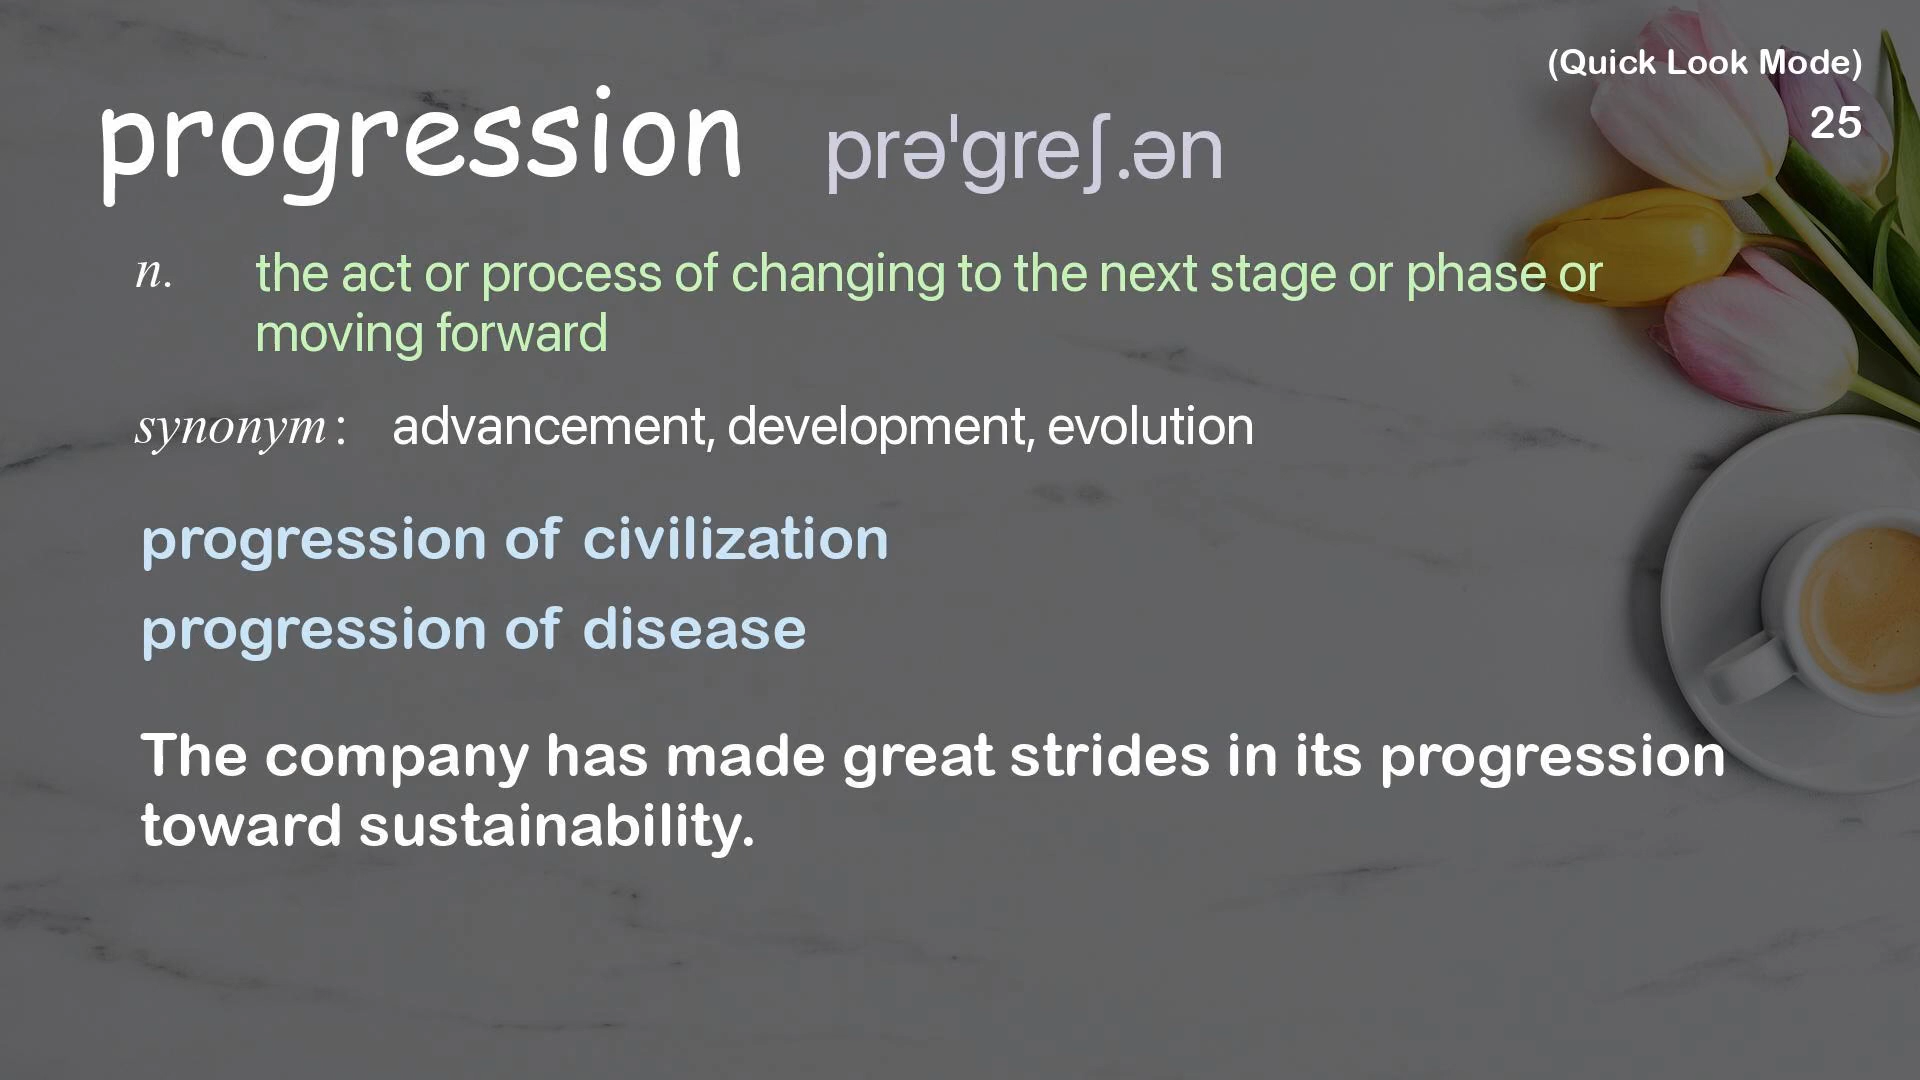 (Quick Look Mode)
25
progression prəˈgreʃ.ən
n. the act or process of changing to the next stage or phase or
moving forward
synonym : advancement, development, evolution
progression of civilization
progression of disease
The company has made great strides in its progression
toward sustainability.